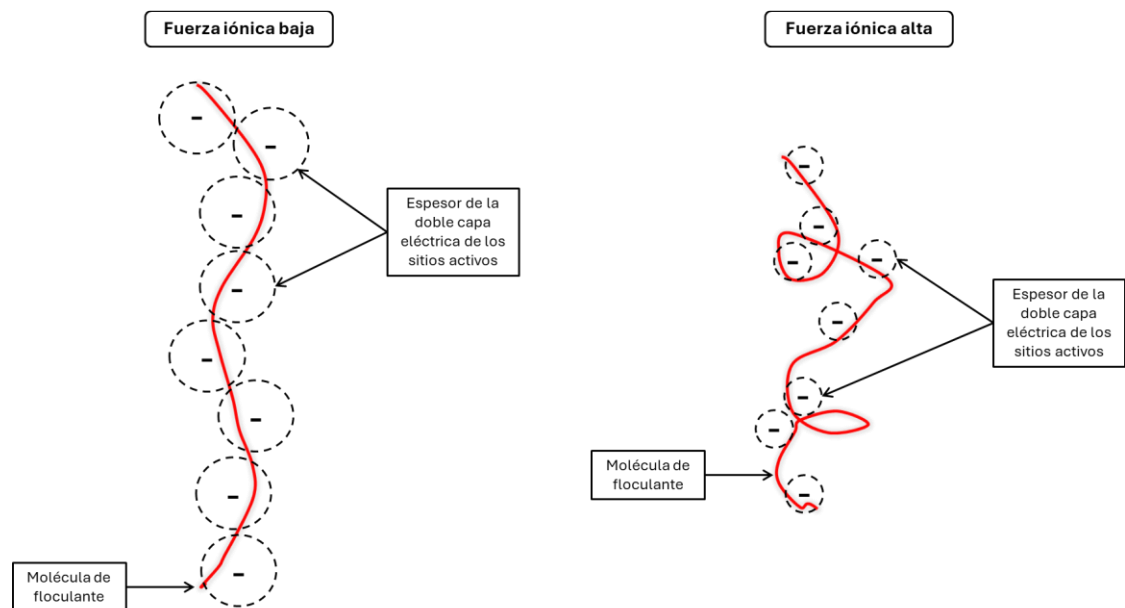 Fuerza iónica baja
Fuerza iónica alta
-
-
-
-
-
-
-
-
Espesor de la
doble capa
eléctrica de los
sitios activos
Molécula de
floculante
-
-
-
-
-
-
-
-
Espesor de la
doble capa
eléctrica de los
sitios activos
Molécula de
floculante